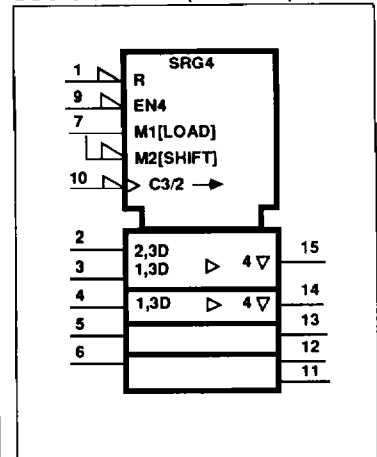 SRG4
1 R
9 EN4
7 M1[LOAD]
M2[SHIFT]
10 C3/2
2 2,3D
3 1,3D 4 15
4 1,3D 4 14
5 13
6 12
11